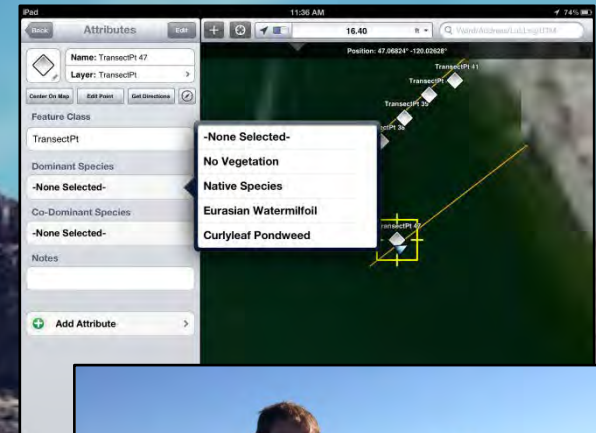 iPad
11:36 AM
74%
Back
Attributes
Edit
16.40
ft
Position: 47.06824° -120.02628°
Name: TransectPt 47
Layer: TransectPt
Center On Map
Edit Point
Get Directions
Feature Class
TransectPt
Dominant Species
-None Selected-
Co-Dominant Species
-None Selected-
Notes
Add Attribute
-None Selected-
No Vegetation
Native Species
Eurasian Watermilfoil
Curlyleaf Pondweed
TransectPt 41
TransectPt
TransectPt 35